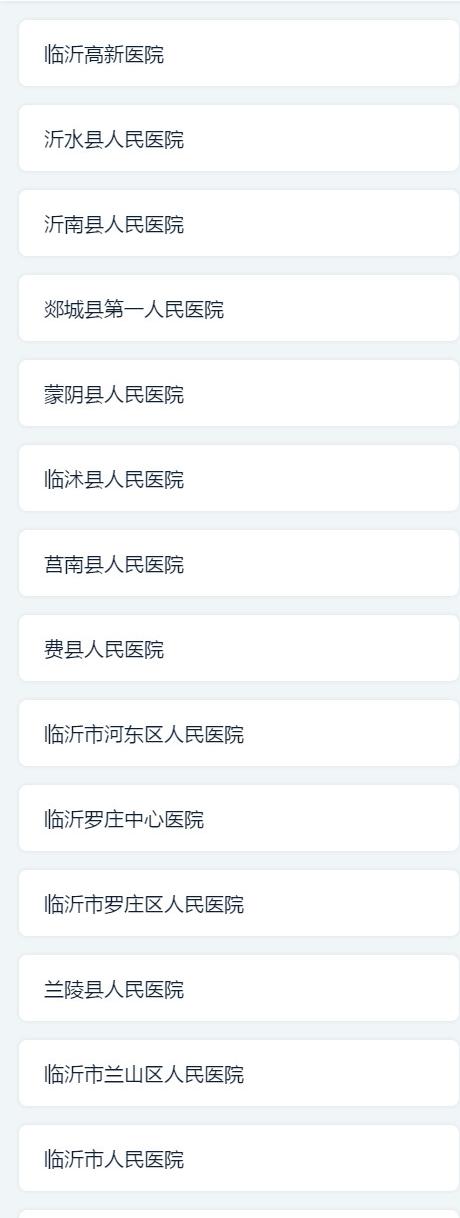 临沂高新医院
沂水县人民医院
沂南县人民医院
郯城县第一人民医院
蒙阴县人民医院
临沭县人民医院
莒南县人民医院
费县人民医院
临沂市河东区人民医院
临沂罗庄中心医院
临沂市罗庄区人民医院
兰陵县人民医院
临沂市兰山区人民医院
临沂市人民医院